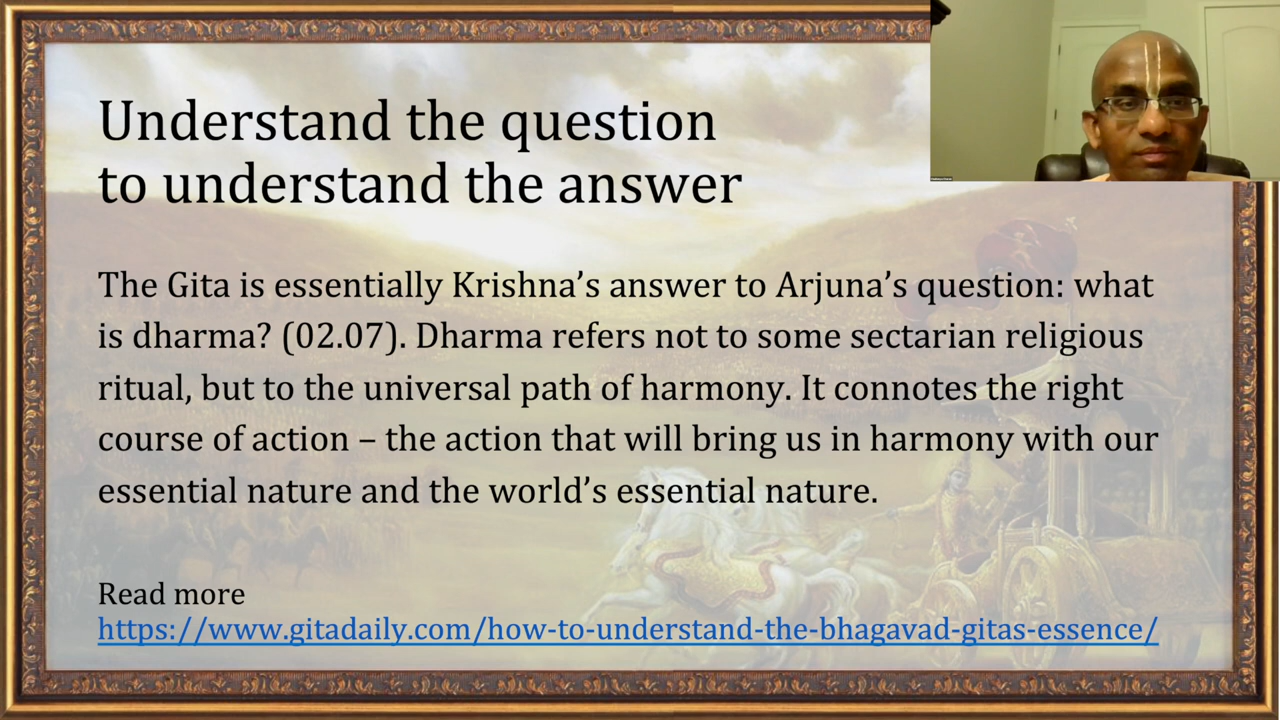 Understand the question
to understand the answer
The Gita is essentially Krishna’s answer to Arjuna’s question: what
is dharma? (02.07). Dharma refers not to some sectarian religious
ritual, but to the universal path of harmony. It connotes the right
course of action – the action that will bring us in harmony with our
essential nature and the world’s essential nature.
Read more
https://www.gitadaily.com/how-to-understand-the-bhagavad-gitas-essence/